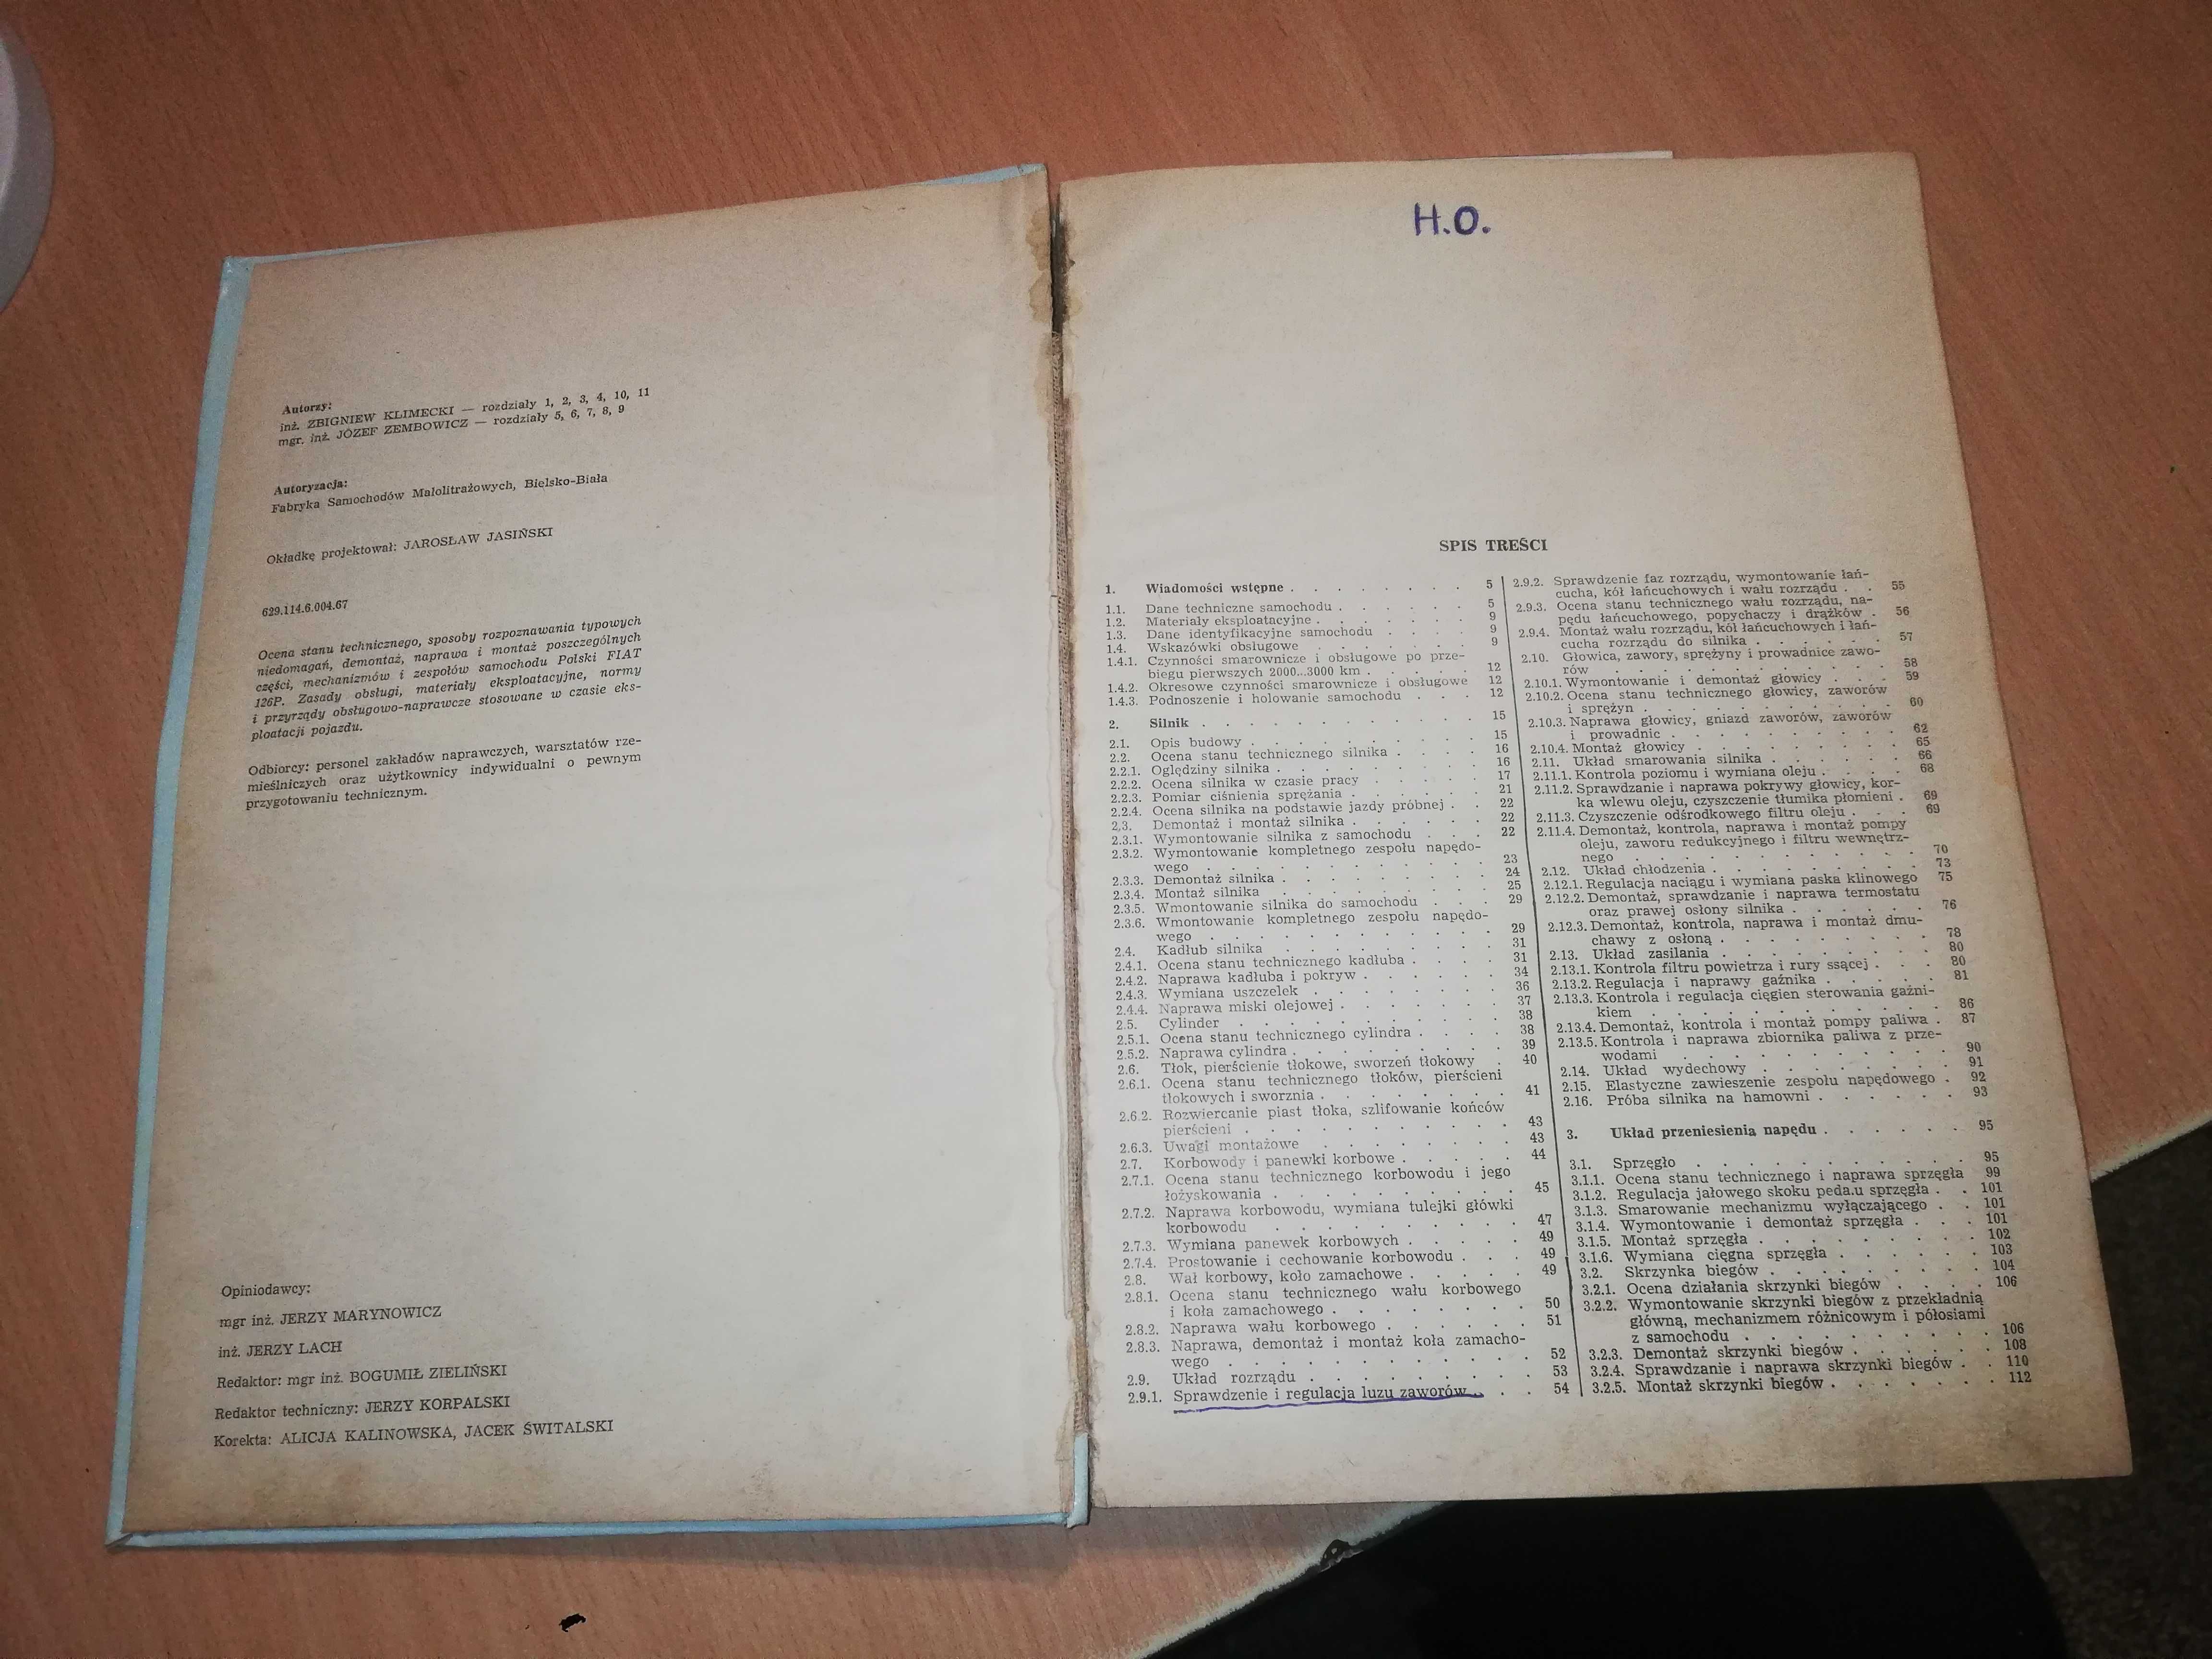 Autorzy:
inż. ZBIGNIEW KLIMECKI — rozdziały 1, 2, 3, 4, 10, 11
mgr. inż. JÓZEF ZEMBOWICZ — rozdziały 5, 6, 7, 8, 9
Autoryzacja:
Fabryka Samochodów Małolitrażowych, Bielsko-Biała
Okładkę projektował: JAROSŁAW JASIŃSKI
629.114.6.004.67
Ocena stanu technicznego, sposoby rozpoznawania typowych
niedomagań, demontaż, naprawa i montaż poszczególnych
części, mechanizmów i zespołów samochodu Polski FIAT
126P. Zasady obsługi, materiały eksploatacyjne, normy
i przyrządy obsługowo-naprawcze stosowane w czasie eks-
ploatacji pojazdu.
Odbiorcy: personel zakładów naprawczych, warsztatów rze-
mieślniczych oraz użytkownicy indywidualni o pewnym
przygotowaniu technicznym.
Opiniodawcy:
mgr inż. JERZY MARYNOWICZ
inż. JERZY LACH
Redaktor: mgr inż. BOGUMIŁ ZIELIŃSKI
Redaktor techniczny: JERZY KORPALSKI
Korekta: ALICJA KALINOWSKA, JACEK ŚWITALSKI
H.O.
SPIS TREŚCI
1. Wiadomości wstępne . . . . . . . 5
1.1. Dane techniczne samochodu . . . . . 5
1.2. Materiały eksploatacyjne . . . . . . 9
1.3. Dane identyfikacyjne samochodu . . . . 9
1.4. Wskazówki obsługowe . . . . . . 9
1.4.1. Czynności smarownicze i obsługowe po prze-
biegu pierwszych 2000...3000 km . . . . 12
1.4.2. Okresowe czynności smarownicze i obsługowe 12
1.4.3. Podnoszenie i holowanie samochodu . . . 12
2. Silnik . . . . . . . . . . 15
2.1. Opis budowy . . . . . . . . 15
2.2. Ocena stanu technicznego silnika . . . . 16
2.2.1. Oględziny silnika . . . . . . . 16
2.2.2. Ocena silnika w czasie pracy . . . . . 17
2.2.3. Pomiar ciśnienia sprężania . . . . . 21
2.2.4. Ocena silnika na podstawie jazdy próbnej . . 22
2.3. Demontaż i montaż silnika . . . . . 22
2.3.1. Wymontowanie silnika z samochodu . . . 22
2.3.2. Wymontowanie kompletnego zespołu napędo-
wego . . . . . . . . . . 23
2.3.3. Demontaż silnika . . . . . . . 24
2.3.4. Montaż silnika . . . . . . . 25
2.3.5. Wmontowanie silnika do samochodu . . . 29
2.3.6. Wmontowanie kompletnego zespołu napędo-
wego . . . . . . . . . . 29
2.4. Kadłub silnika . . . . . . . 31
2.4.1. Ocena stanu technicznego kadłuba . . . . 31
2.4.2. Naprawa kadłuba i pokryw . . . . . 34
2.4.3. Wymiana uszczelek . . . . . . 36
2.4.4. Naprawa miski olejowej . . . . . . 37
2.5. Cylinder . . . . . . . . . 38
2.5.1. Ocena stanu technicznego cylindra . . . . 38
2.5.2. Naprawa cylindra . . . . . . . 39
2.6. Tłok, pierścienie tłokowe, sworzeń tłokowy . 40
2.6.1. Ocena stanu technicznego tłoków, pierścieni
tłokowych i sworznia . . . . . . . 41
2.6.2. Rozwiercanie piast tłoka, szlifowanie końców
pierścieni . . . . . . . . . 43
2.6.3. Uwagi montażowe . . . . . . 43
2.7. Korbowody i panewki korbowe . . . . . 44
2.7.1. Ocena stanu technicznego korbowodu i jego
łożyskowania . . . . . . . . 45
2.7.2. Naprawa korbowodu, wymiana tulejki główki
korbowodu . . . . . . . . 47
2.7.3. Wymiana panewek korbowych . . . . . 49
2.7.4. Prostowanie i cechowanie korbowodu . . . 49
2.8. Wał korbowy, koło zamachowe . . . . . 49
2.8.1. Ocena stanu technicznego wału korbowego
i koła zamachowego . . . . . . . 50
2.8.2. Naprawa wału korbowego . . . . . . 51
2.8.3. Naprawa, demontaż i montaż koła zamacho-
wego . . . . . . . . . . 52
2.9. Układ rozrządu . . . . . . . . 53
2.9.1. Sprawdzenie i regulacja luzu zaworów . . . 54
2.9.2. Sprawdzenie faz rozrządu, wymontowanie łań-
cucha, kół łańcuchowych i wału rozrządu . . 55
2.9.3. Ocena stanu technicznego wału rozrządu, na-
pędu łańcuchowego, popychaczy i drążków . 56
2.9.4. Montaż wału rozrządu, kół łańcuchowych i łań-
cucha rozrządu do silnika . . . . . . 57
2.10. Głowica, zawory, sprężyny i prowadnice zawo-
rów . . . . . . . . . . 58
2.10.1. Wymontowanie i demontaż głowicy . . . 59
2.10.2. Ocena stanu technicznego głowicy, zaworów
i sprężyn . . . . . . . . . 60
2.10.3. Naprawa głowicy, gniazd zaworów, zaworów
i prowadnic . . . . . . . . 62
2.10.4. Montaż głowicy . . . . . . . 65
2.11. Układ smarowania silnika . . . . . . 66
2.11.1. Kontrola poziomu i wymiana oleju . . . . 68
2.11.2. Sprawdzanie i naprawa pokrywy głowicy, kor-
ka wlewu oleju, czyszczenie tłumika płomieni . 69
2.11.3. Czyszczenie odśrodkowego filtru oleju . . . 69
2.11.4. Demontaż, kontrola, naprawa i montaż pompy
oleju, zaworu redukcyjnego i filtru wewnętrz-
nego . . . . . . . . . . 70
2.12. Układ chłodzenia . . . . . . . 73
2.12.1. Regulacja naciągu i wymiana paska klinowego 75
2.12.2. Demontaż, sprawdzanie i naprawa termostatu
oraz prawej osłony silnika . . . . . . 76
2.12.3. Demontaż, kontrola, naprawa i montaż dmu-
chawy z osłoną . . . . . . . . 78
2.13. Układ zasilania . . . . . . . . 80
2.13.1. Kontrola filtru powietrza i rury ssącej . . . 80
2.13.2. Regulacja i naprawy gaźnika . . . . . 81
2.13.3. Kontrola i regulacja cięgien sterowania gaźni-
kiem . . . . . . . . . . 86
2.13.4. Demontaż, kontrola i montaż pompy paliwa . 87
2.13.5. Kontrola i naprawa zbiornika paliwa z prze-
wodami . . . . . . . . . 90
2.14. Układ wydechowy . . . . . . . 91
2.15. Elastyczne zawieszenie zespołu napędowego . 92
2.16. Próba silnika na hamowni . . . . . . 93
3. Układ przeniesienia napędu . . . . . 95
3.1. Sprzęgło . . . . . . . . . 95
3.1.1. Ocena stanu technicznego i naprawa sprzęgła 99
3.1.2. Regulacja jałowego skoku peda.u sprzęgła . . 101
3.1.3. Smarowanie mechanizmu wyłączającego . . 101
3.1.4. Wymontowanie i demontaż sprzęgła . . . 101
3.1.5. Montaż sprzęgła . . . . . . . . 102
3.1.6. Wymiana cięgna sprzęgła . . . . . . 103
3.2. Skrzynka biegów . . . . . . . . 104
3.2.1. Ocena działania skrzynki biegów . . . . 106
3.2.2. Wymontowanie skrzynki biegów z przekładnią
główną, mechanizmem różnicowym i półosiami
z samochodu . . . . . . . . . 106
3.2.3. Demontaż skrzynki biegów . . . . . . 108
3.2.4. Sprawdzanie i naprawa skrzynki biegów . . 110
3.2.5. Montaż skrzynki biegów . . . . . . . 112